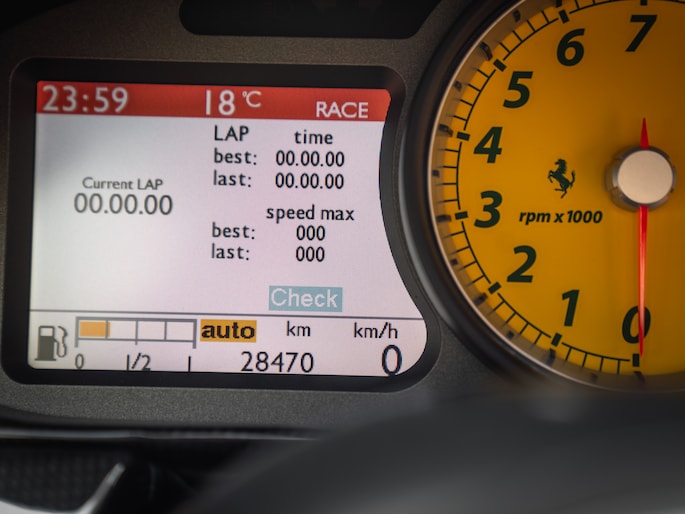 23:59 18 °C RACE
LAP time
best: 00.00.00
last: 00.00.00
Current LAP
00.00.00
speed max
best: 000
last: 000
Check
auto km km/h
0 1/2 1 28470 0
7
6
5
4
3
2
1
0
rpm x 1000